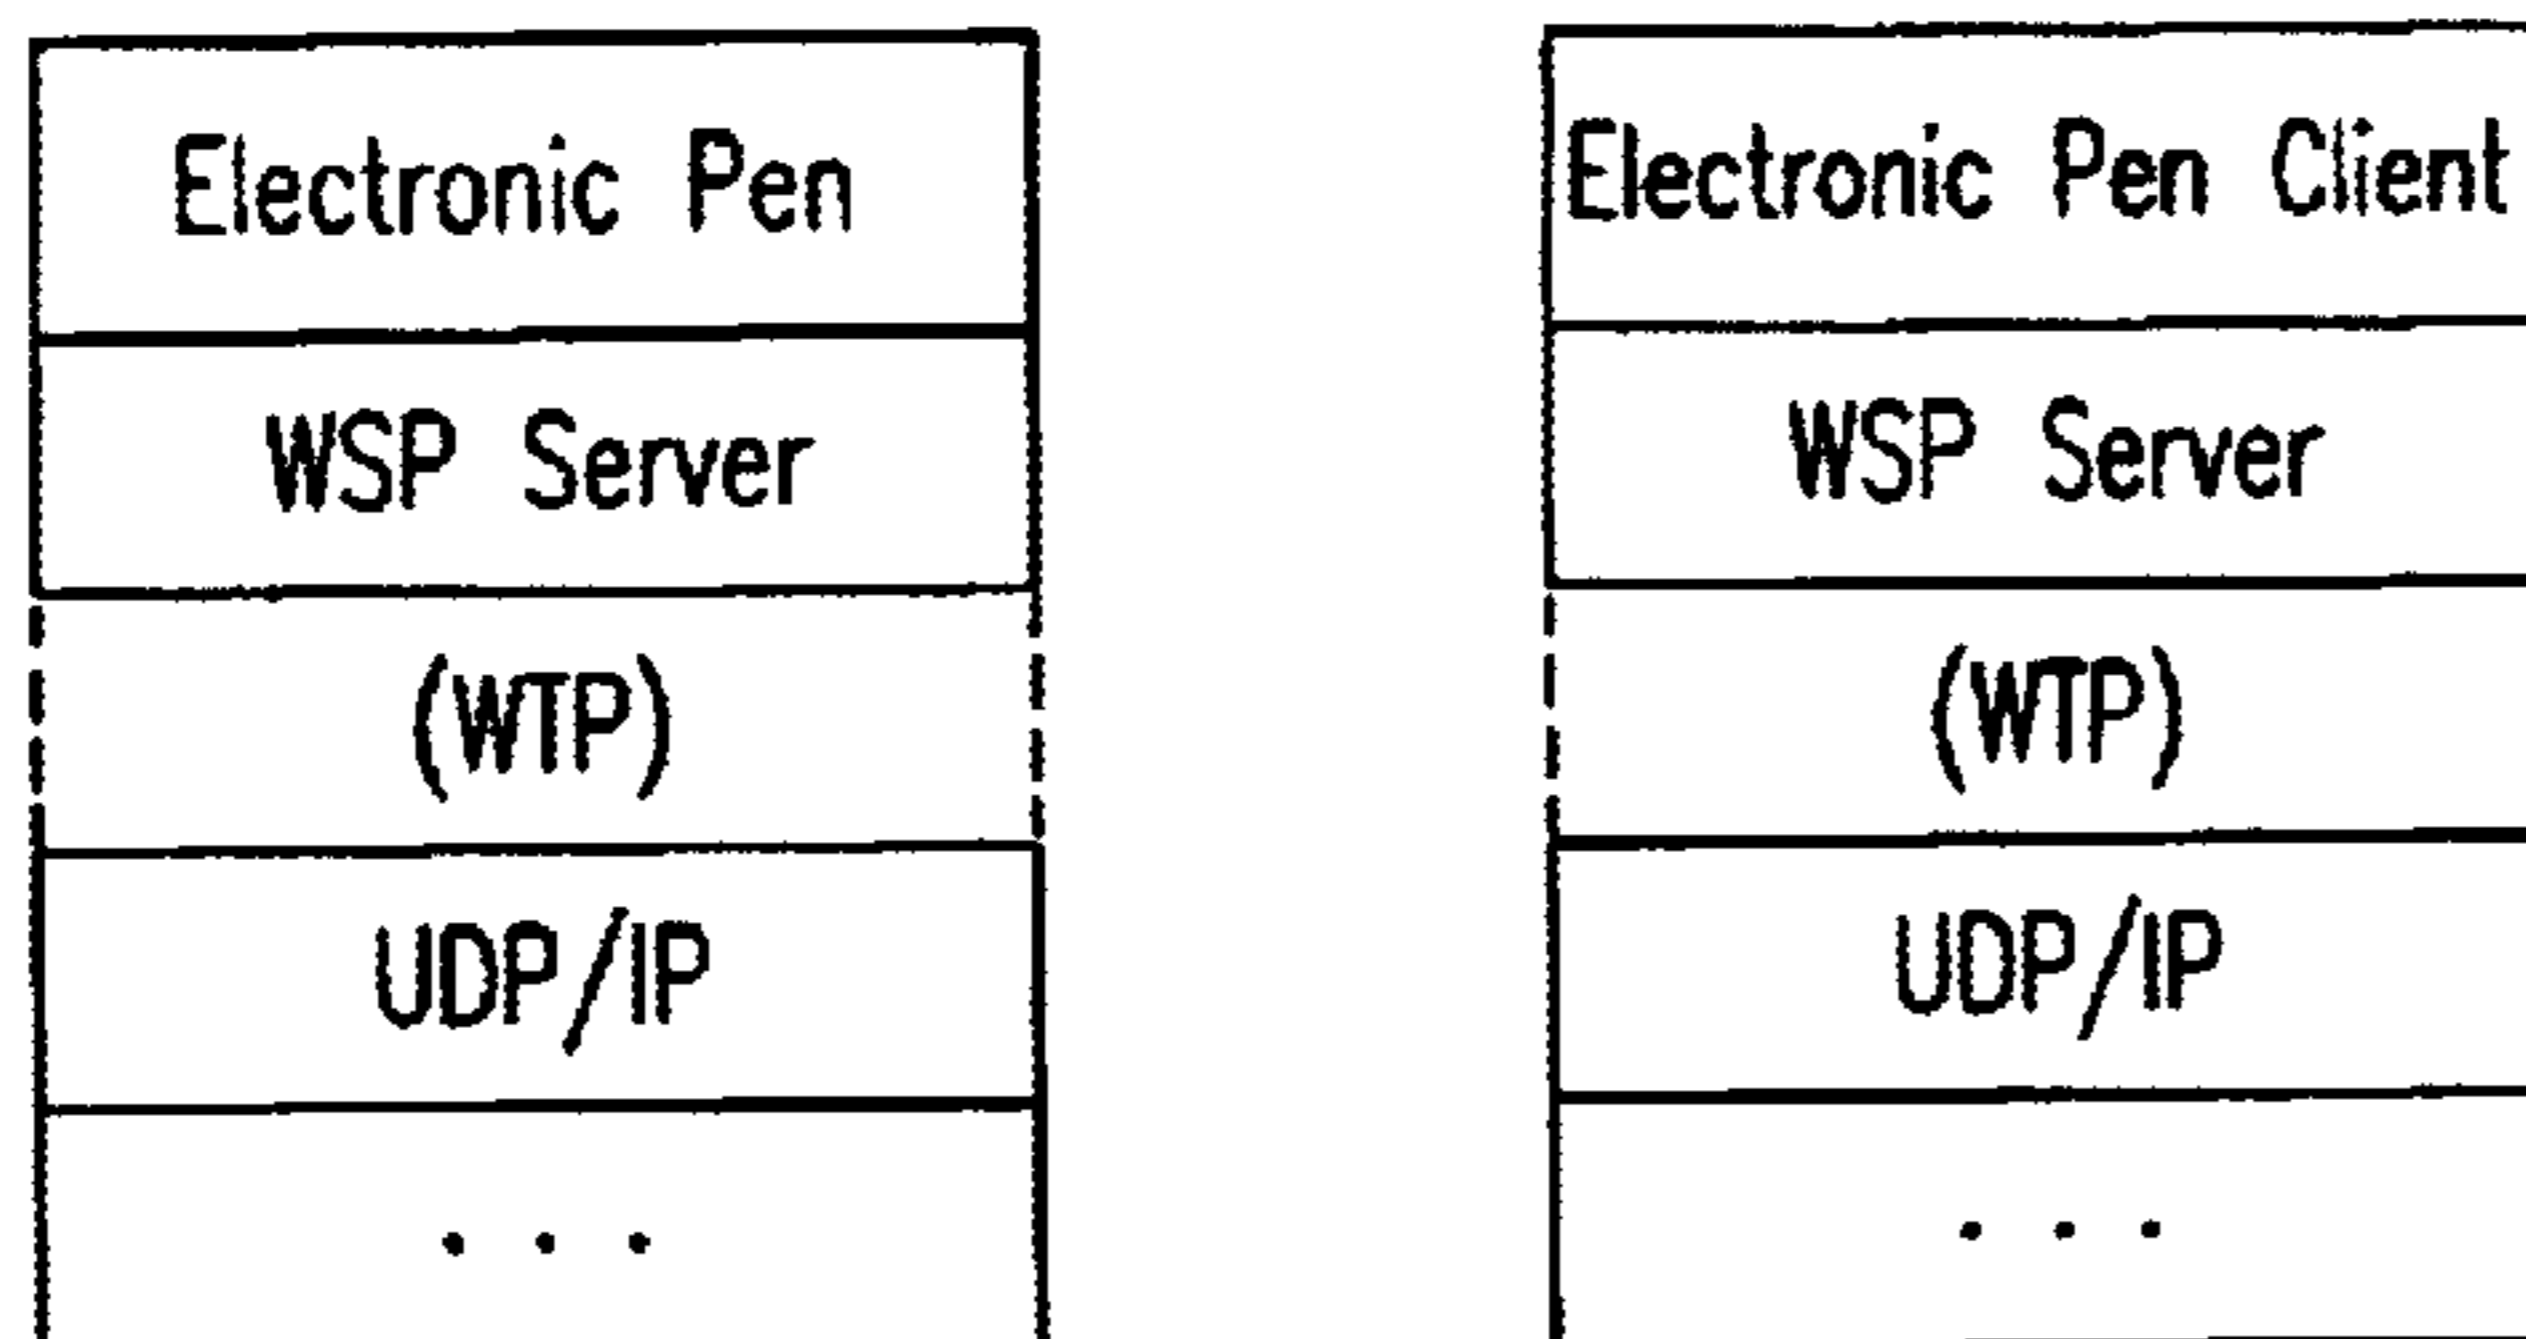 Electronic Pen
WSP Server
(WTP)
UDP/IP
. . .
Electronic Pen Client
WSP Server
(WTP)
UDP/IP
. . .